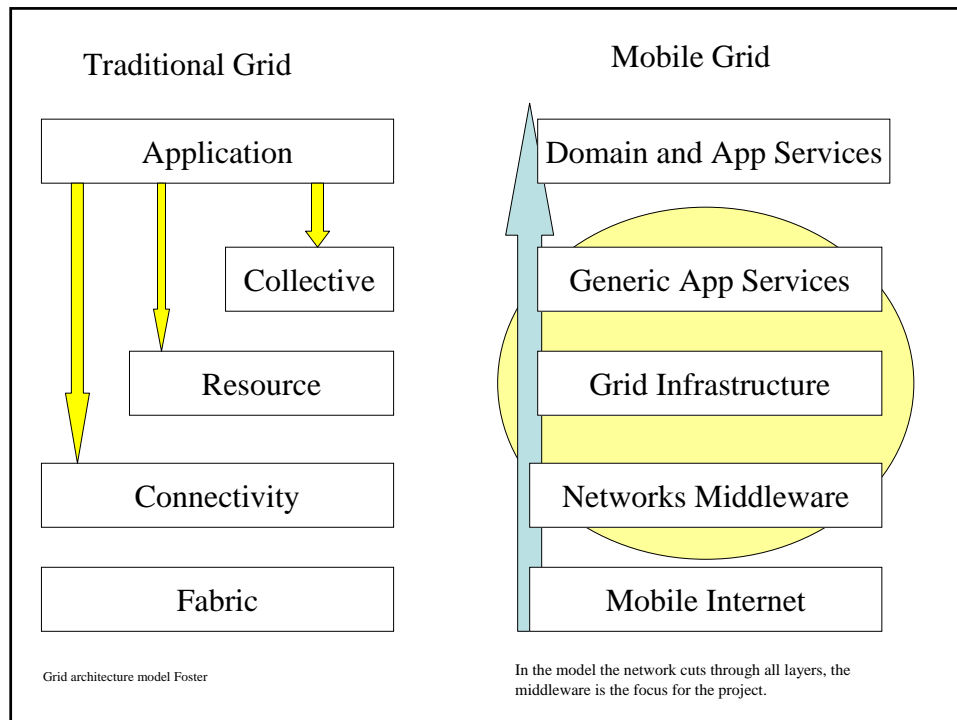 Traditional Grid
Application
Collective
Resource
Connectivity
Fabric
Grid architecture model Foster
Mobile Grid
Domain and App Services
Generic App Services
Grid Infrastructure
Networks Middleware
Mobile Internet
In the model the network cuts through all layers, the
middleware is the focus for the project.